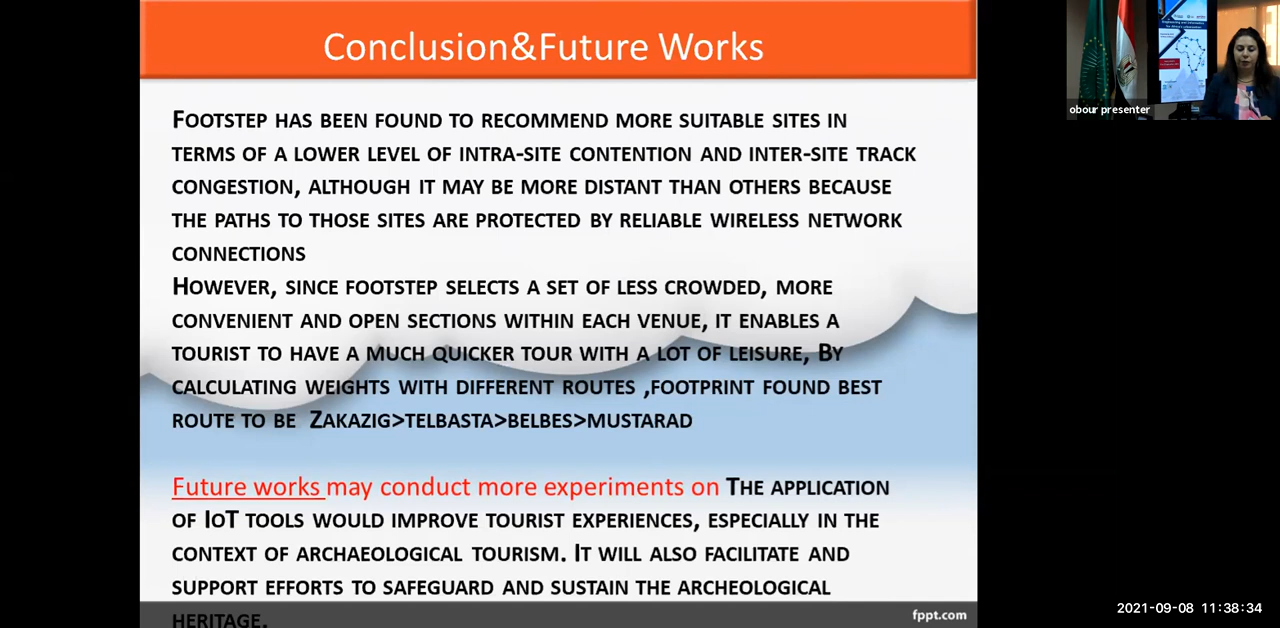 Conclusion&Future Works
FOOTSTEP HAS BEEN FOUND TO RECOMMEND MORE SUITABLE SITES IN
TERMS OF A LOWER LEVEL OF INTRA-SITE CONTENTION AND INTER-SITE TRACK
CONGESTION, ALTHOUGH IT MAY BE MORE DISTANT THAN OTHERS BECAUSE
THE PATHS TO THOSE SITES ARE PROTECTED BY RELIABLE WIRELESS NETWORK
CONNECTIONS
HOWEVER, SINCE FOOTSTEP SELECTS A SET OF LESS CROWDED, MORE
CONVENIENT AND OPEN SECTIONS WITHIN EACH VENUE, IT ENABLES A
TOURIST TO HAVE A MUCH QUICKER TOUR WITH A LOT OF LEISURE, BY
CALCULATING WEIGHTS WITH DIFFERENT ROUTES ,FOOTPRINT FOUND BEST
ROUTE TO BE ZAKAZIG>TELBASTA>BELBES>MUSTARAD
Future works may conduct more experiments on THE APPLICATION
OF IOT TOOLS WOULD IMPROVE TOURIST EXPERIENCES, ESPECIALLY IN THE
CONTEXT OF ARCHAEOLOGICAL TOURISM. IT WILL ALSO FACILITATE AND
SUPPORT EFFORTS TO SAFEGUARD AND SUSTAIN THE ARCHEOLOGICAL
HERITAGE.
fppt.com
obour presenter
2021-09-08 11:38:34